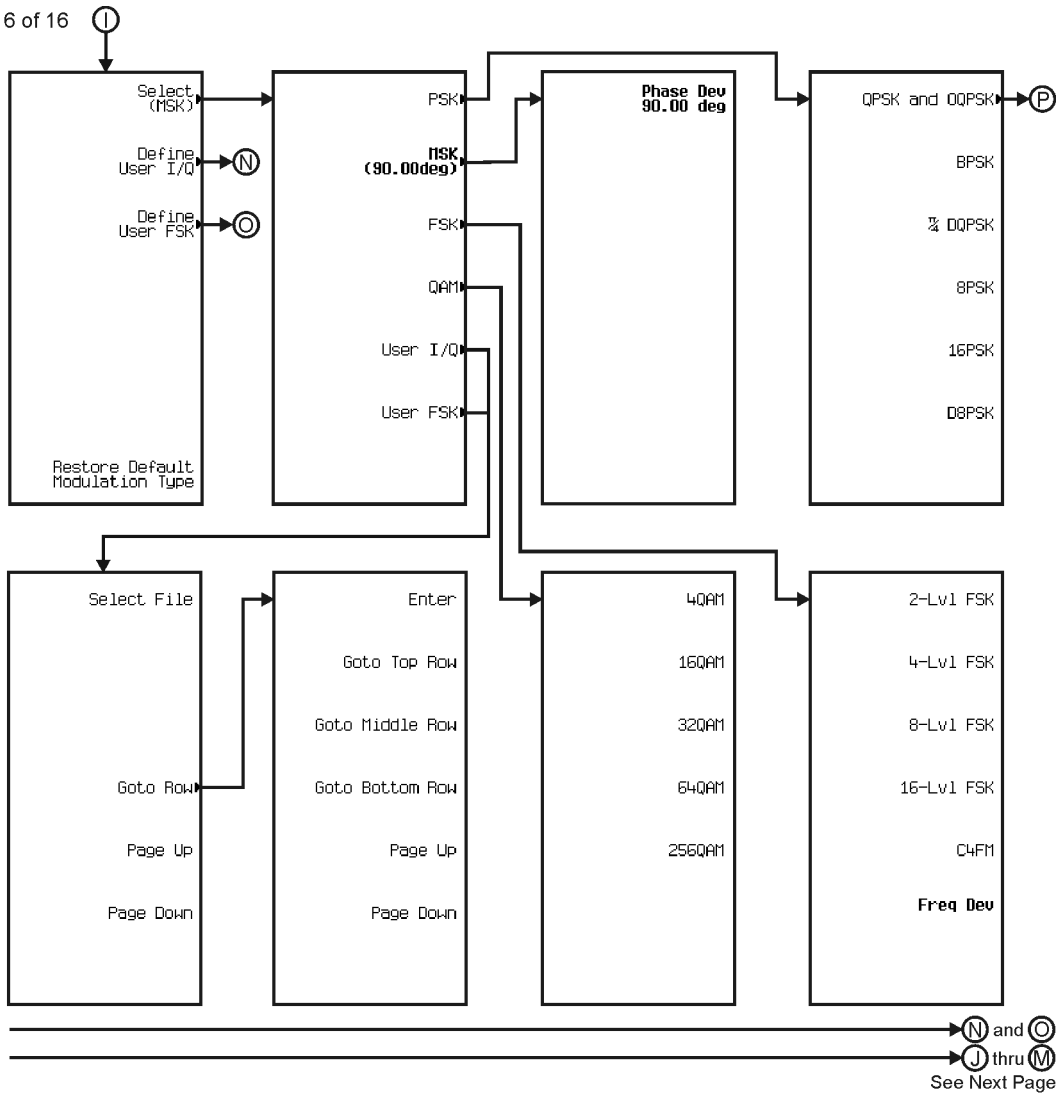 6 of 16
I
Select
(MSK)
Define
User I/Q
N
Define
User FSK
O
Restore Default
Modulation Type
PSK
MSK
(90.00deg)
FSK
QAM
User I/Q
User FSK
Phase Dev
90.00 deg
QPSK and OQPSK
P
BPSK
π/4 DQPSK
8PSK
16PSK
D8PSK
Select File
Goto Row
Page Up
Page Down
Enter
Goto Top Row
Goto Middle Row
Goto Bottom Row
Page Up
Page Down
4QAM
16QAM
32QAM
64QAM
256QAM
2-Lvl FSK
4-Lvl FSK
8-Lvl FSK
16-Lvl FSK
C4FM
Freq Dev
N and O
J thru M
See Next Page